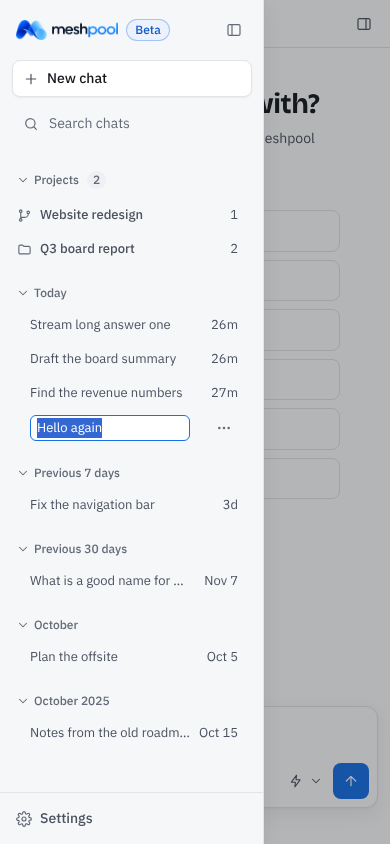 meshpool Beta
New chat
Search chats
with?
eshpool
Projects 2
Website redesign 1
Q3 board report 2
Today
Stream long answer one 26m
Draft the board summary 26m
Find the revenue numbers 27m
Hello again
Previous 7 days
Fix the navigation bar 3d
Previous 30 days
What is a good name for ... Nov 7
October
Plan the offsite Oct 5
October 2025
Notes from the old roadm... Oct 15
Settings